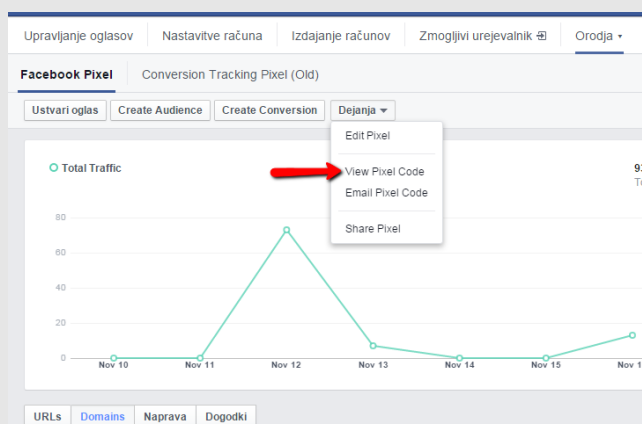 Upravljanje oglasov Nastavitve računa Izdajanje računov Zmogljivi urejevalnik Orodja
Facebook Pixel Conversion Tracking Pixel (Old)
Ustvari oglas Create Audience Create Conversion Dejanja
Edit Pixel
View Pixel Code
Email Pixel Code
Share Pixel
Total Traffic
80
60
40
20
0
Nov 10 Nov 11 Nov 12 Nov 13 Nov 14 Nov 15
URLs Domains Naprava Dogodki